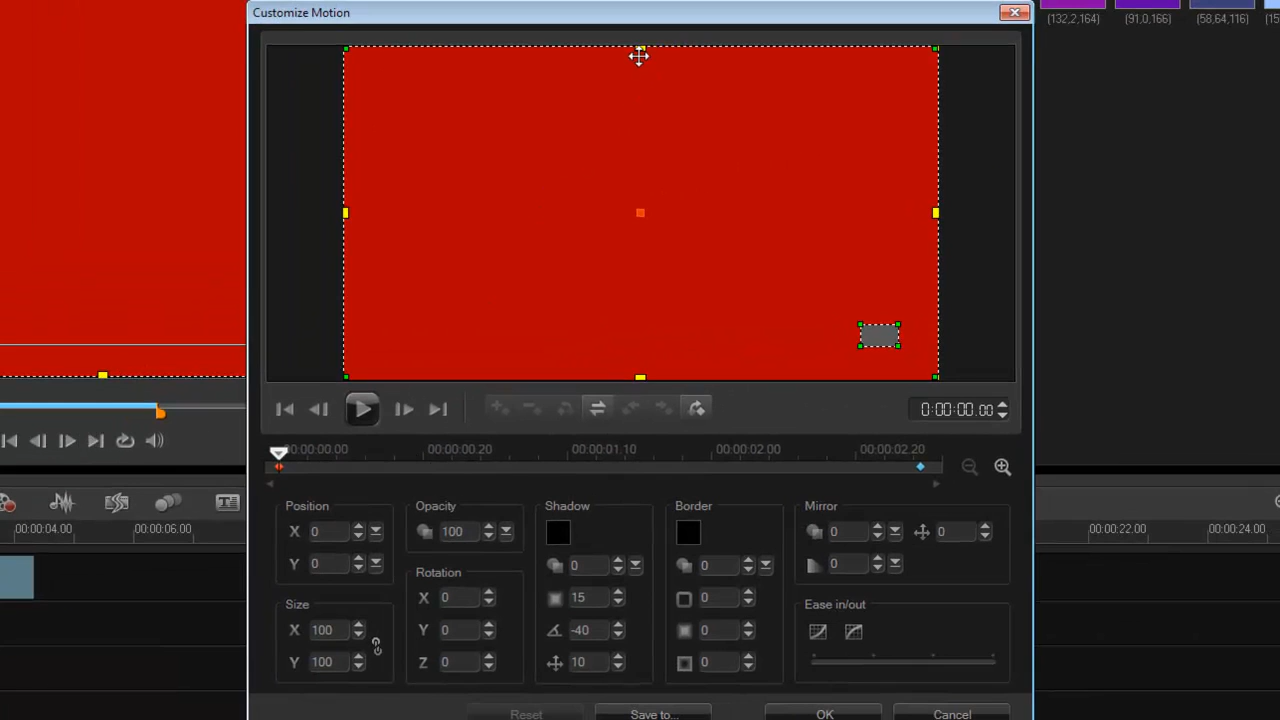 Customize Motion
(132,2,164) (91,0,166) (58,64,116)
0:00:00.00
00:00:00.00 00:00:00.20 00:00:01.10 00:00:02.00 00:00:02.20
Position Opacity Shadow Border Mirror
X 0 100 0 0
Y 0 0 0 0
Rotation
X 0 15 0
Size Ease in/out
X 100 Y 0 -40 0
Y 100 Z 0 10 0
Reset Save to... OK Cancel
00:00:04.00 00:00:06.00 00:00:22.00 00:00:24.00